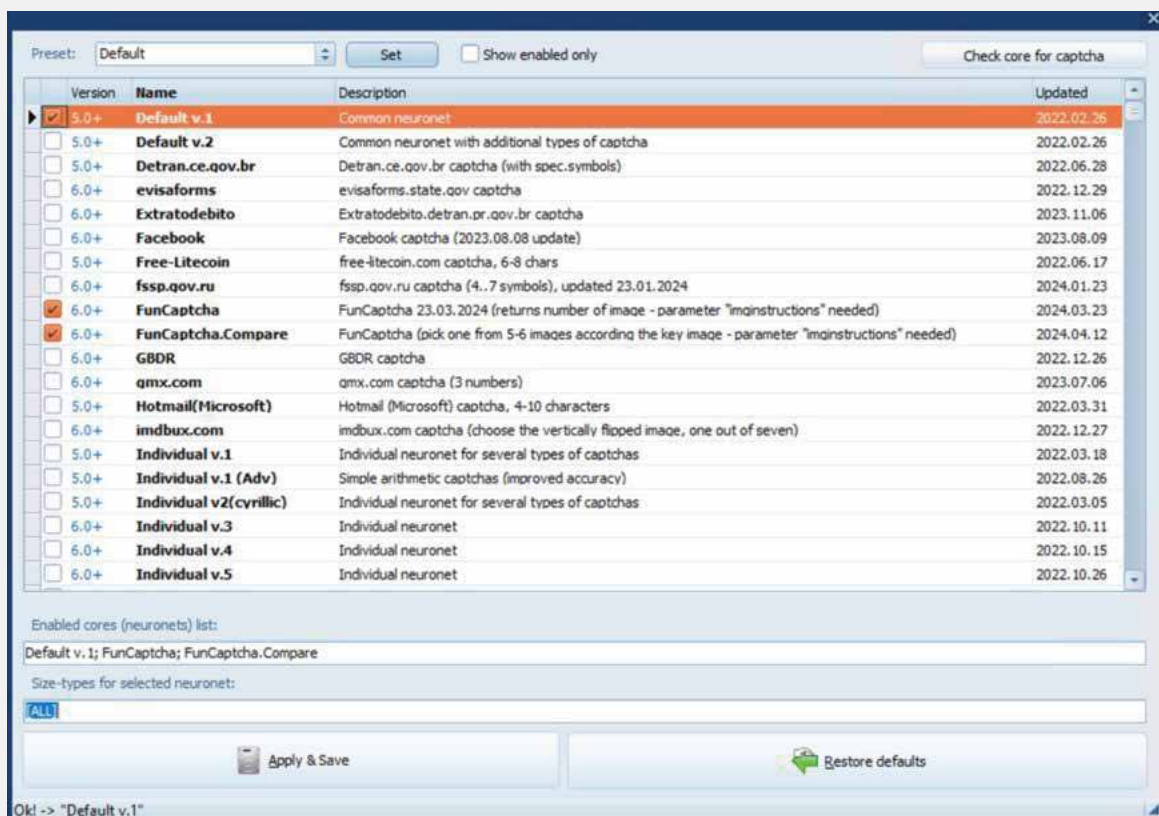 Preset: Default Set Show enabled only Check core for captcha
Version Name Description Updated
5.0+ Default v.1 Common neuronet 2022.02.26
5.0+ Default v.2 Common neuronet with additional types of captcha 2022.02.26
5.0+ Detran.ce.gov.br Detran.ce.gov.br captcha (with spec.symbols) 2022.06.28
6.0+ evisaforms evisaforms.state.gov captcha 2022.12.29
6.0+ Extratodebito Extratodebito.detran.pr.gov.br captcha 2023.11.06
6.0+ Facebook Facebook captcha (2023.08.08 update) 2023.08.09
5.0+ Free-Litecoin free-litecoin.com captcha, 6-8 chars 2022.06.17
6.0+ fssp.gov.ru fssp.gov.ru captcha (4..7 symbols), updated 23.01.2024 2024.01.23
6.0+ FunCaptcha FunCaptcha 23.03.2024 (returns number of image - parameter "imginstructions" needed) 2024.03.23
6.0+ FunCaptcha.Compare FunCaptcha (pick one from 5-6 images according the key image - parameter "imginstructions" needed) 2024.04.12
6.0+ GBDR GBDR captcha 2022.12.26
6.0+ gmx.com gmx.com captcha (3 numbers) 2023.07.06
5.0+ Hotmail(Microsoft) Hotmail (Microsoft) captcha, 4-10 characters 2022.03.31
6.0+ imdbux.com imdbux.com captcha (choose the vertically flipped image, one out of seven) 2022.12.27
5.0+ Individual v.1 Individual neuronet for several types of captchas 2022.03.18
5.0+ Individual v.1 (Adv) Simple arithmetic captchas (improved accuracy) 2022.08.26
5.0+ Individual v2(cyrillic) Individual neuronet for several types of captchas 2022.03.05
6.0+ Individual v.3 Individual neuronet 2022.10.11
6.0+ Individual v.4 Individual neuronet 2022.10.15
6.0+ Individual v.5 Individual neuronet 2022.10.26
Enabled cores (neuronets) list:
Default v.1; FunCaptcha; FunCaptcha.Compare
Size-types for selected neuronet:
[ALL]
Apply & Save Restore defaults
Ok! -> "Default v.1"